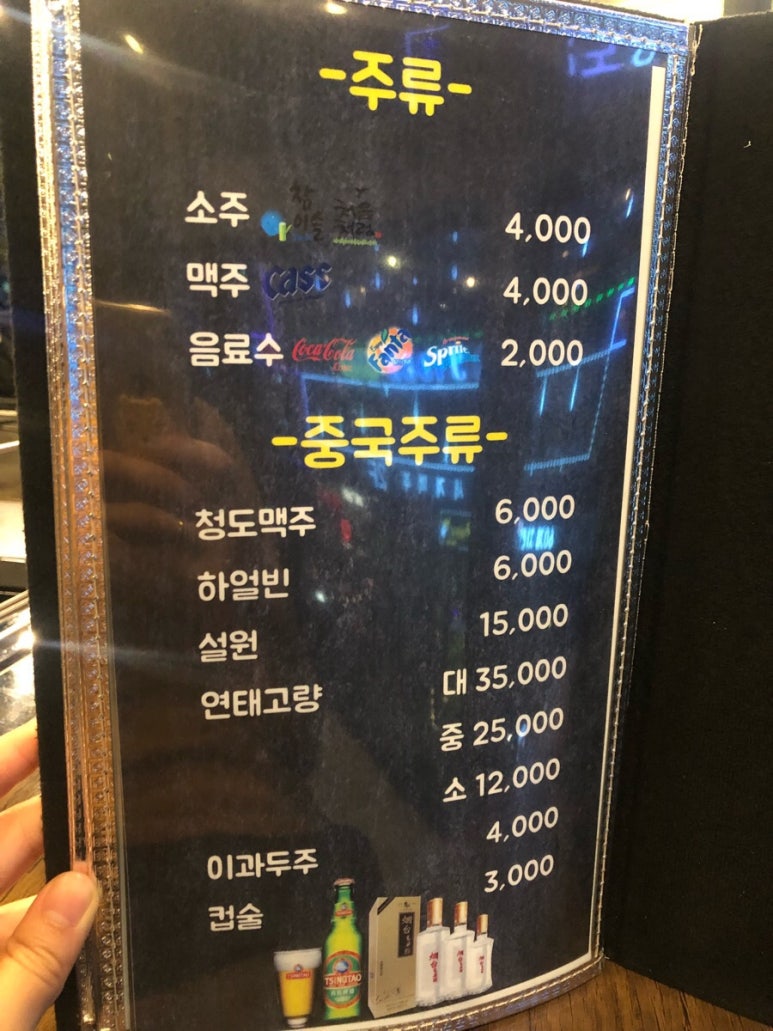 -주류-
소주 참이슬 처음처럼 4,000
맥주 cass 4,000
음료수 Coca-Cola Fanta Sprite 2,000
-중국주류-
청도맥주 6,000
하얼빈 6,000
설원 15,000
연태고량 대 35,000
중 25,000
소 12,000
이과두주 4,000
컵술 3,000
TSINGTAO
TSINGTAO